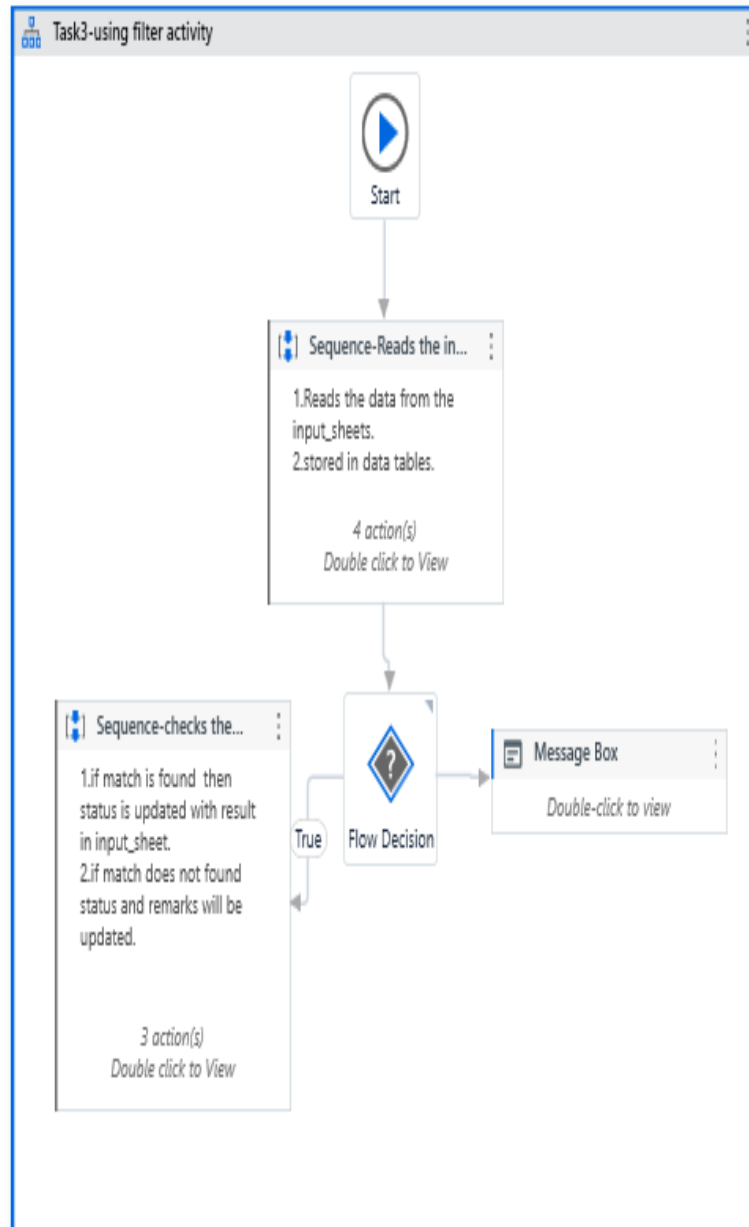 Task3-using filter activity
Start
Sequence-Reads the in...
1.Reads the data from the
input_sheets.
2.stored in data tables.
4 action(s)
Double click to View
Sequence-checks the...
1.if match is found then
status is updated with result
in input_sheet.
2.if match does not found
status and remarks will be
updated.
3 action(s)
Double click to View
True
?
Flow Decision
Message Box
Double-click to view